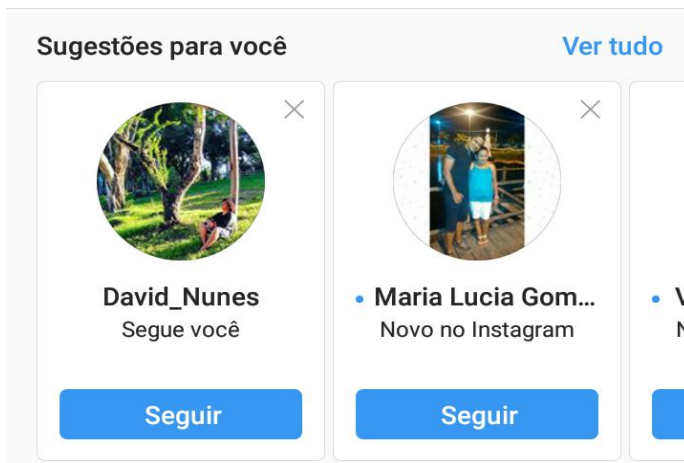 Sugestões para você
Ver tudo
David_Nunes
Segue você
Seguir
Maria Lucia Gom...
Novo no Instagram
Seguir